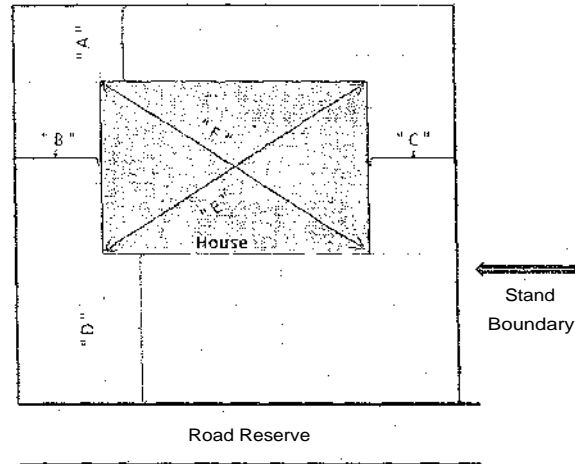 "A"
"B"
"C"
"F"
"E"
House
Stand
Boundary
"D"
Road Reserve